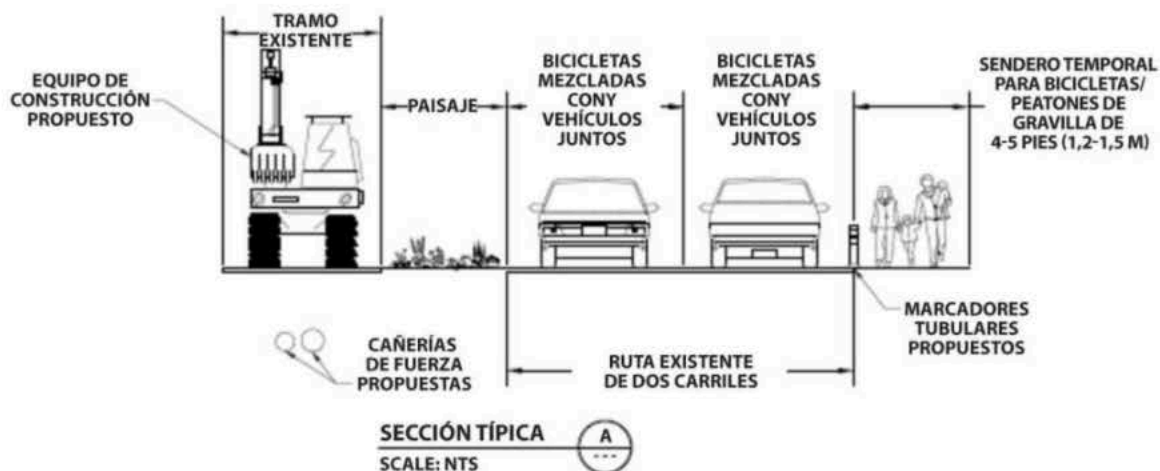 TRAMO
EXISTENTE
EQUIPO DE
CONSTRUCCIÓN
PROPUESTO
PAISAJE
BICICLETAS
MEZCLADAS
CONY
VEHÍCULOS
JUNTOS
BICICLETAS
MEZCLADAS
CONY
VEHÍCULOS
JUNTOS
SENDERO TEMPORAL
PARA BICICLETAS/
PEATONES DE
GRAVILLA DE
4-5 PIES (1,2-1,5 M)
CAÑERÍAS
DE FUERZA
PROPUESTAS
RUTA EXISTENTE
DE DOS CARRILES
MARCADORES
TUBULARES
PROPUESTOS
SECCIÓN TÍPICA
A
---
SCALE: NTS